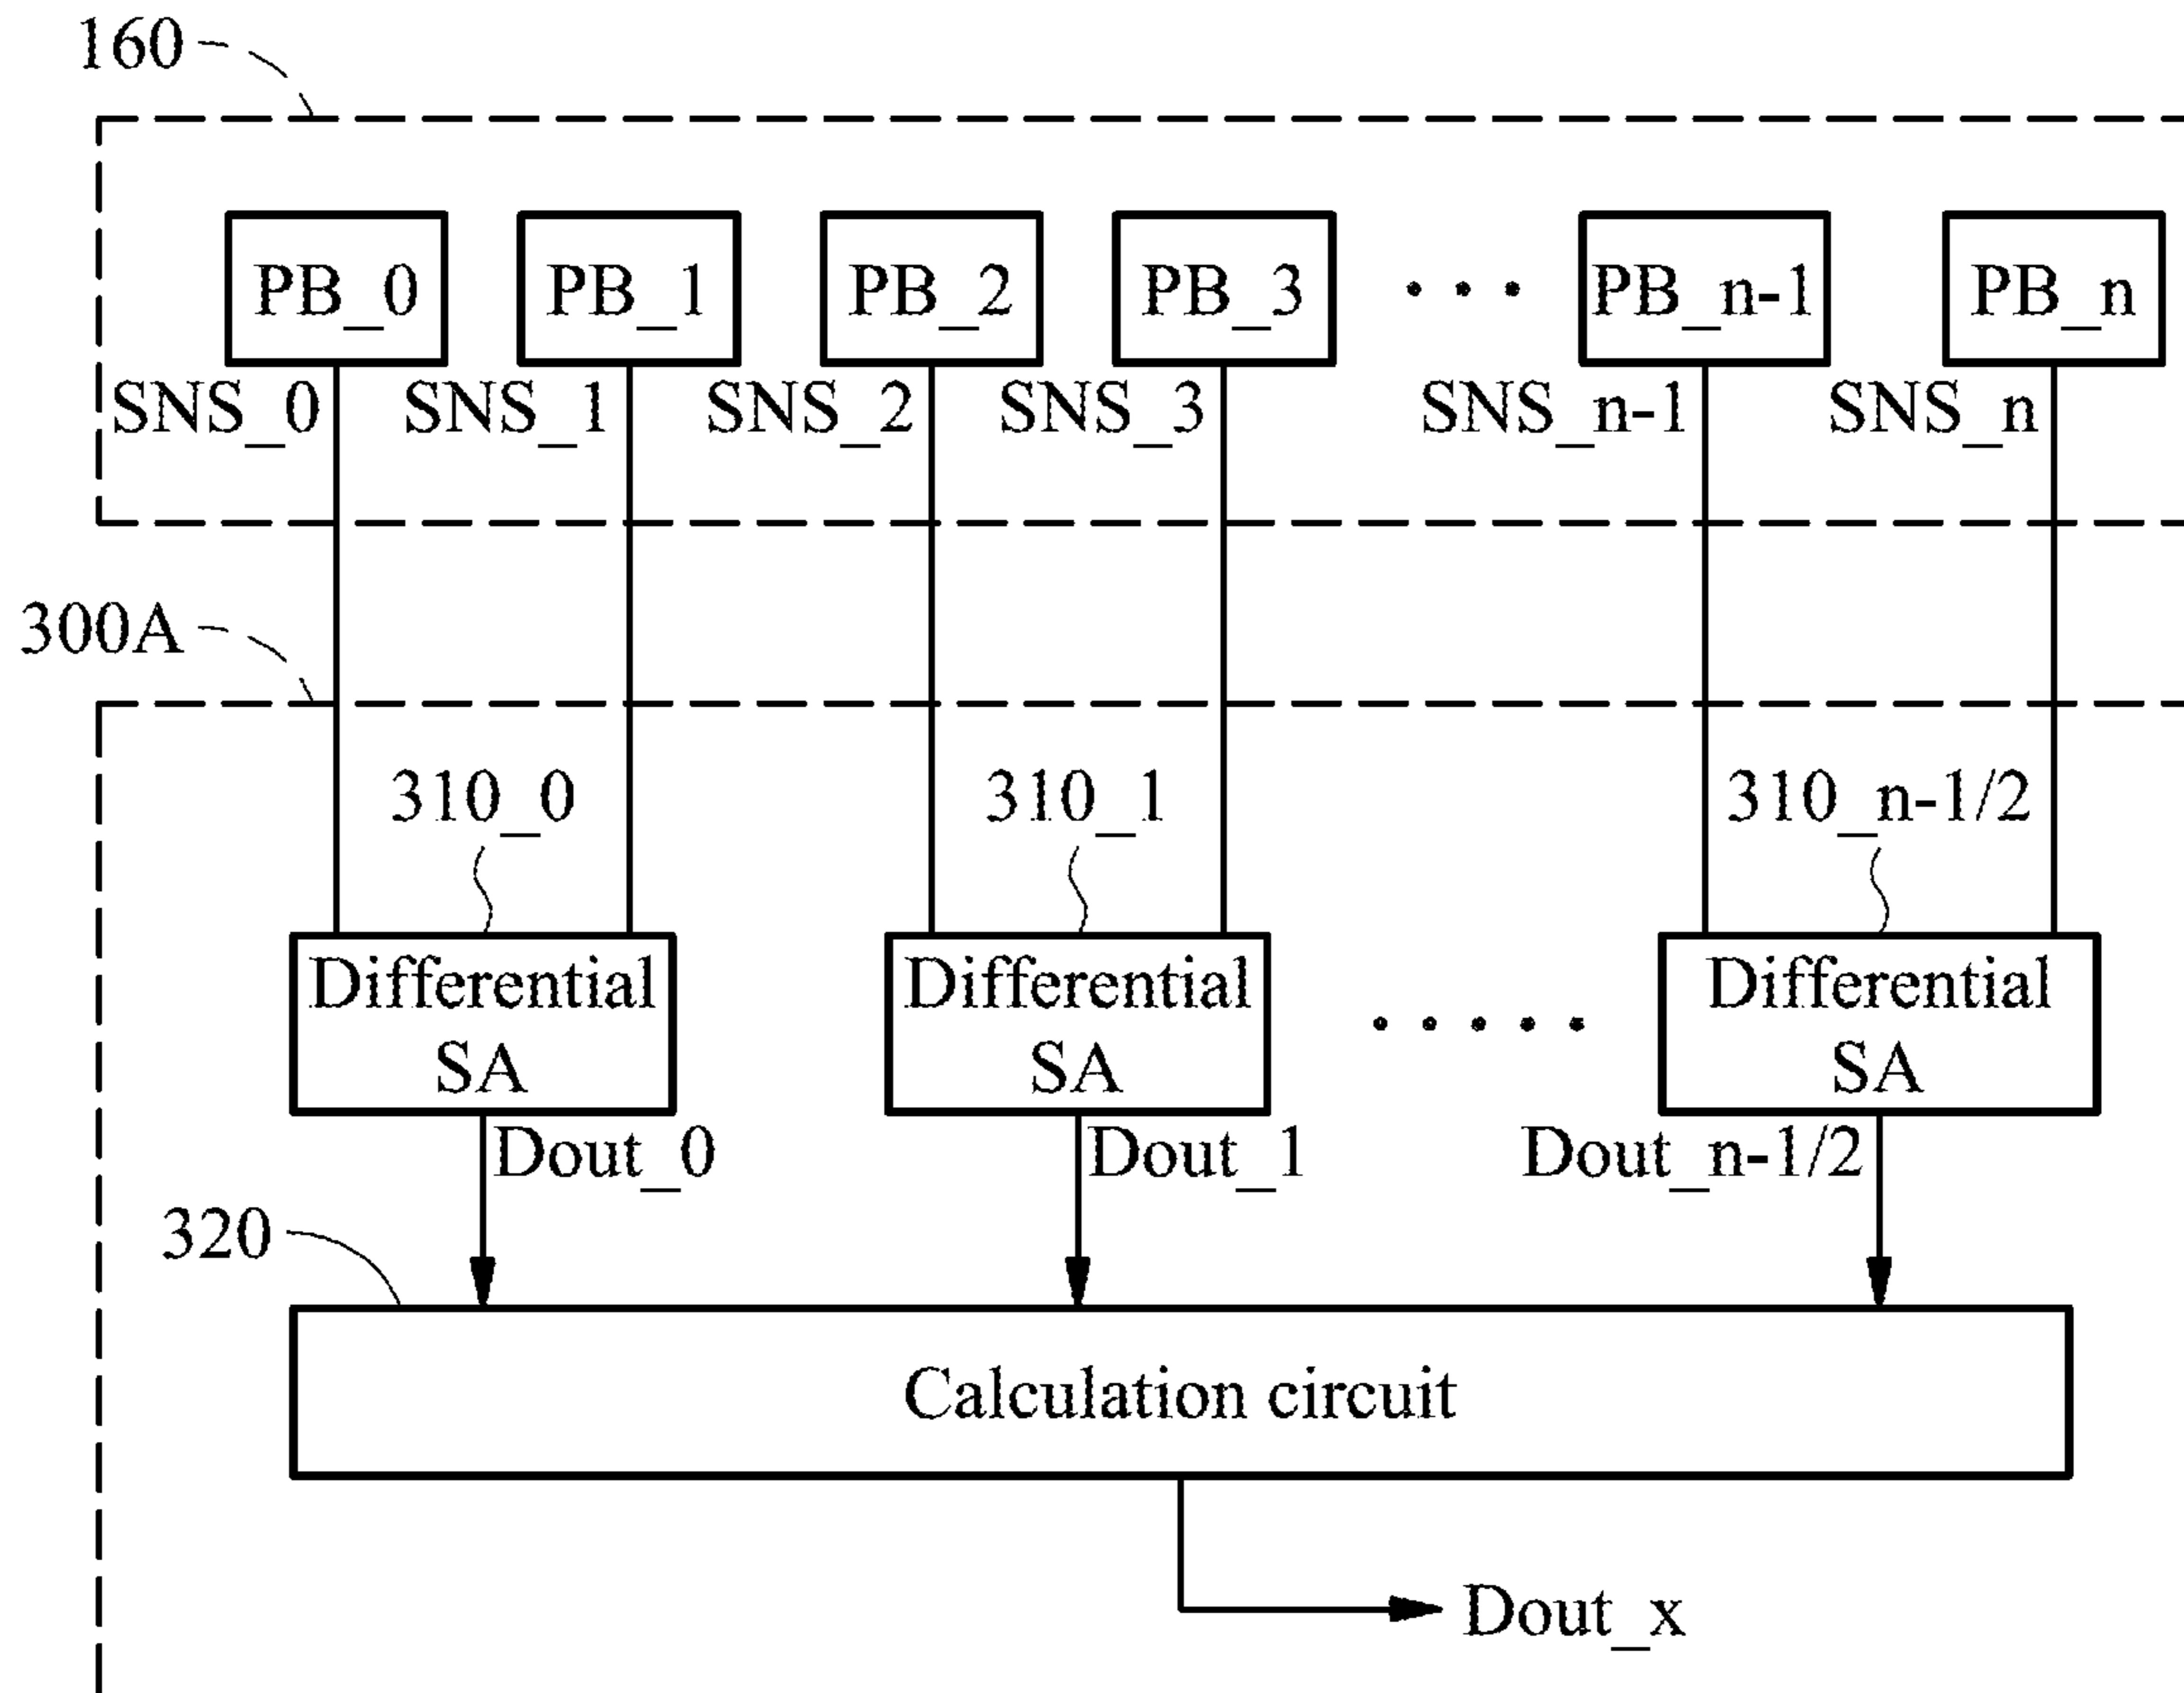 160
PB_0 PB_1 PB_2 PB_3 ··· PB_n-1 PB_n
SNS_0 SNS_1 SNS_2 SNS_3 SNS_n-1 SNS_n
300A
310_0 310_1 310_n-1/2
Differential Differential Differential
SA SA ····· SA
Dout_0 Dout_1 Dout_n-1/2
320
Calculation circuit
Dout_x